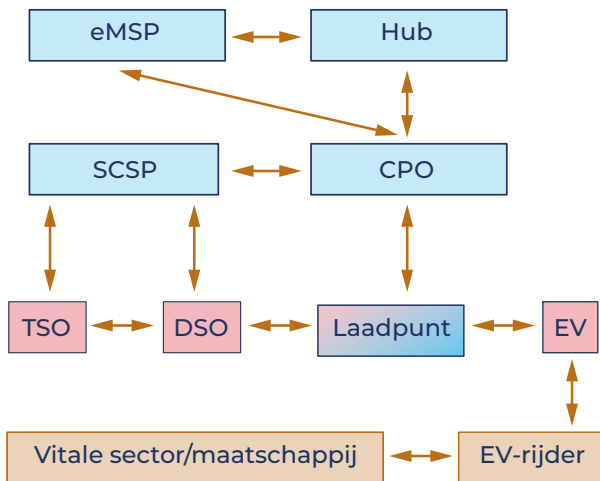 eMSP
Hub
SCSP
CPO
TSO
DSO
Laadpunt
EV
Vitale sector/maatschappij
EV-rijder